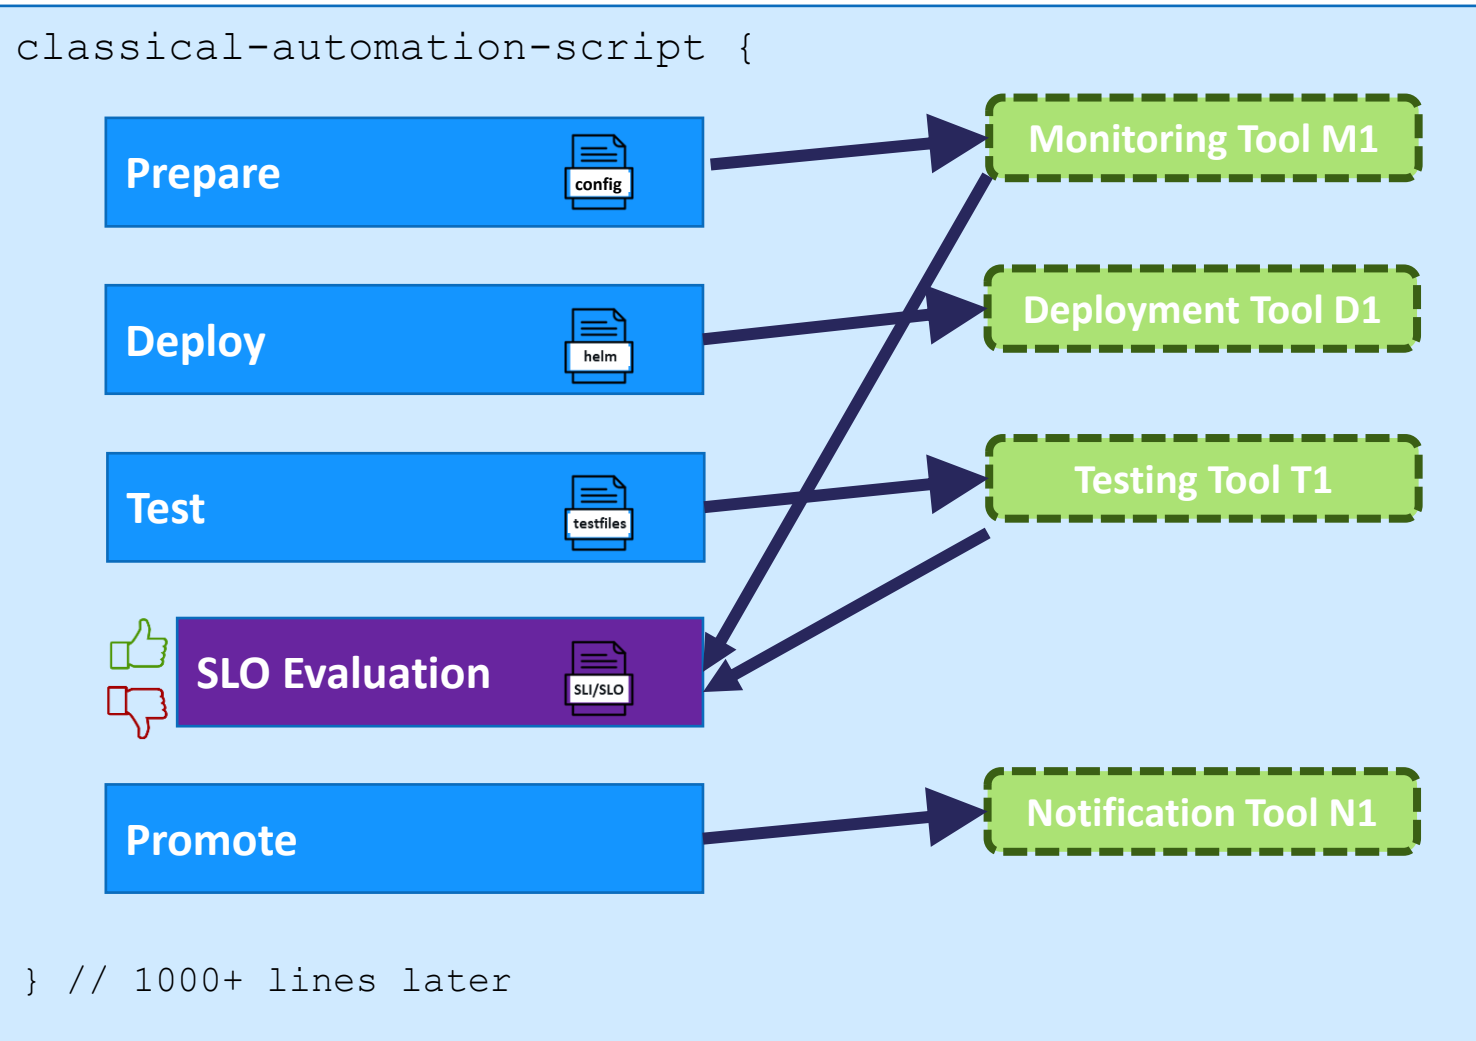 classical-automation-script {
Prepare
config
Monitoring Tool M1
Deploy
helm
Deployment Tool D1
Test
testfiles
Testing Tool T1
SLO Evaluation
SLI/SLO
Promote
Notification Tool N1
} // 1000+ lines later